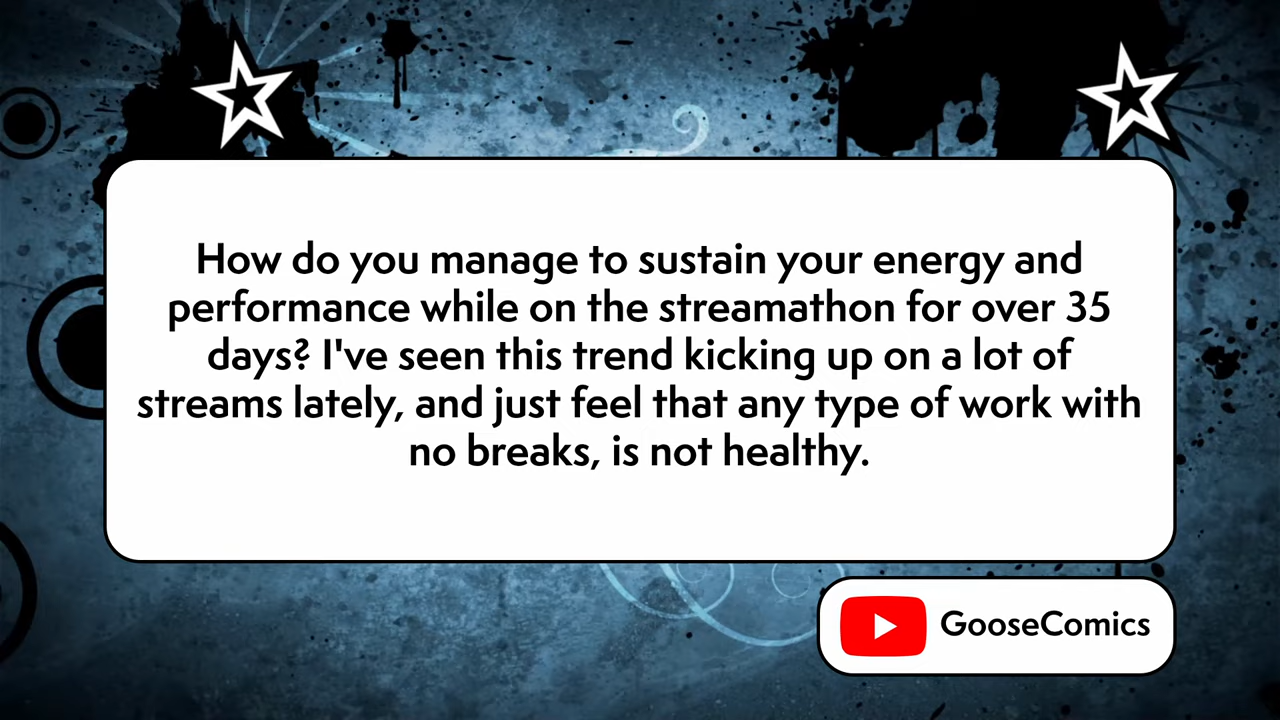 How do you manage to sustain your energy and
performance while on the streamathon for over 35
days? I've seen this trend kicking up on a lot of
streams lately, and just feel that any type of work with
no breaks, is not healthy.
GooseComics